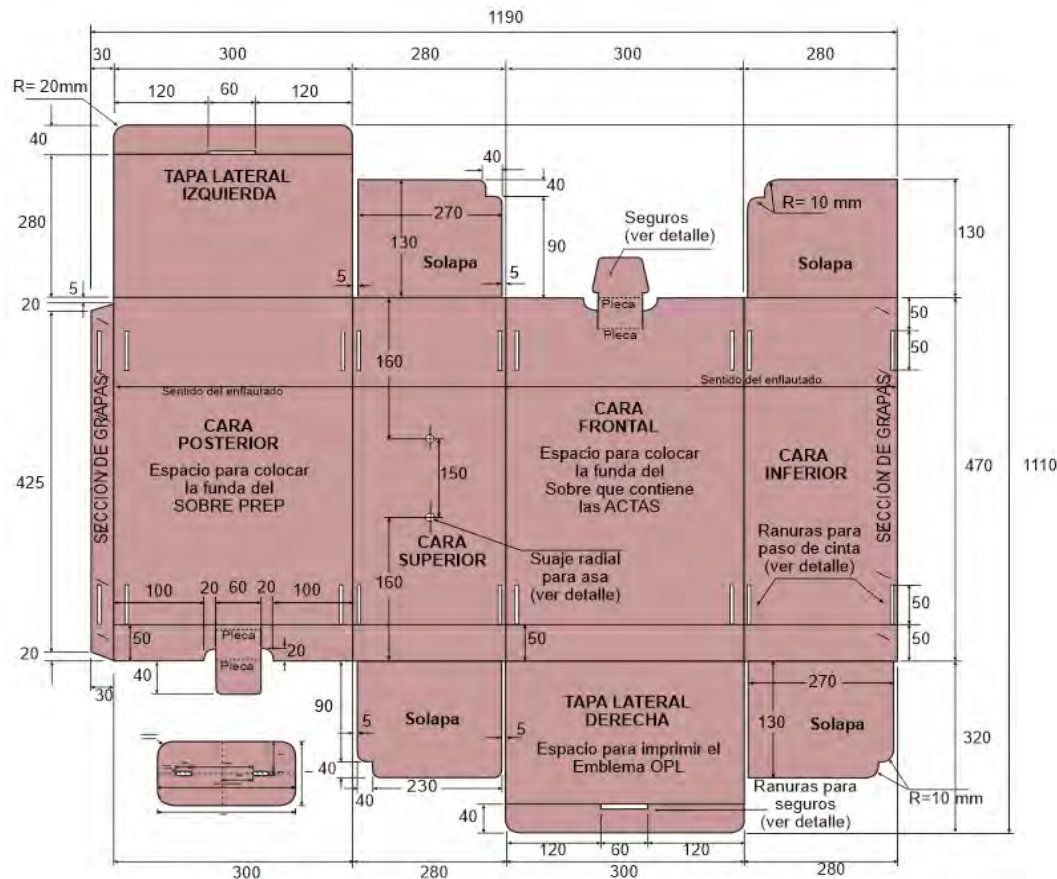 1190
30
300
280
300
280
R= 20mm
120
60
120
40
40
40
TAPA LATERAL
IZQUIERDA
R= 10 mm
270
Seguros
(ver detalle)
280
130
90
130
Solapa
Solapa
5
5
5
20
Pleca
Pleca
50
50
160
Sentido del enflautado
Sentido del enflautado
SECCIÓN DE GRAPAS
CARA
POSTERIOR
Espacio para colocar
la funda del
SOBRE PREP
CARA
FRONTAL
Espacio para colocar
la funda del
Sobre que contiene
las ACTAS
CARA
INFERIOR
SECCIÓN DE GRAPAS
425
150
470
1110
CARA
SUPERIOR
Suaje radial
para asa
(ver detalle)
Ranuras para
paso de cinta
(ver detalle)
160
100
20
60
20
100
50
50
50
50
Pleca
Pleca
20
20
40
30
90
270
130
Solapa
Solapa
5
5
TAPA LATERAL
DERECHA
Espacio para imprimir el
Emblema OPL
320
40
230
40
40
Ranuras para
seguros
(ver detalle)
R=10 mm
120
60
120
300
280
300
280